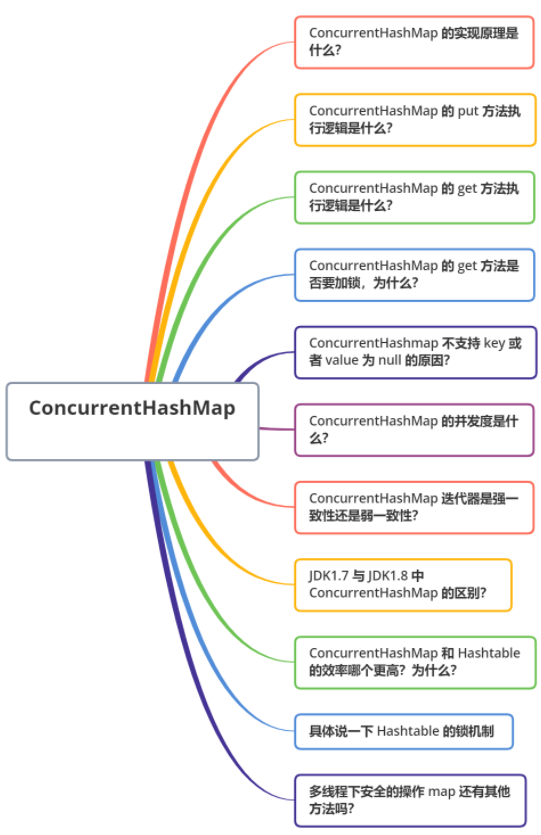 ConcurrentHashMap 的实现原理是
什么？
ConcurrentHashMap 的 put 方法执
行逻辑是什么？
ConcurrentHashMap 的 get 方法执
行逻辑是什么？
ConcurrentHashMap 的 get 方法是
否要加锁，为什么？
ConcurrentHashmap 不支持 key 或
者 value 为 null 的原因？
ConcurrentHashMap
ConcurrentHashMap 的并发度是什
么？
ConcurrentHashMap 迭代器是强一
致性还是弱一致性？
JDK1.7 与 JDK1.8 中
ConcurrentHashMap 的区别？
ConcurrentHashMap 和 Hashtable
的效率哪个更高？为什么？
具体说一下 Hashtable 的锁机制
多线程下安全的操作 map 还有其他
方法吗？